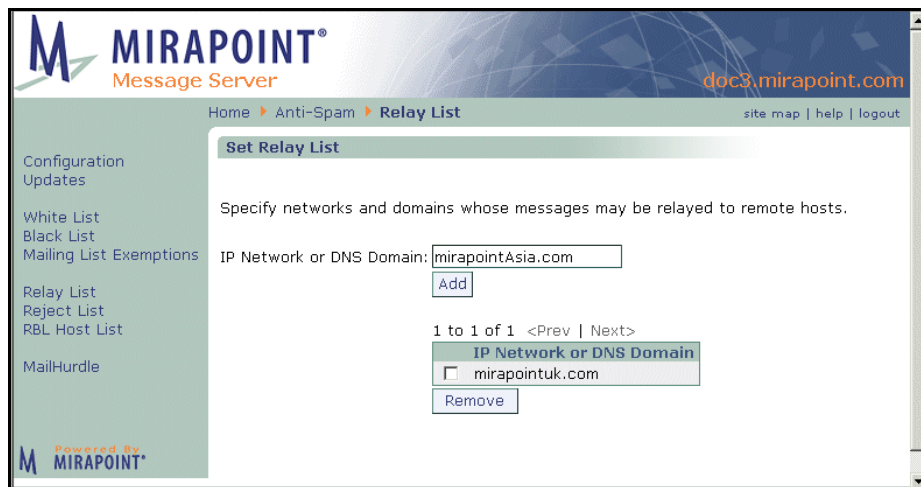 MIRAPOINT®
Message Server
doc3.mirapoint.com
Home Anti-Spam Relay List
site map | help | logout
Configuration
Updates
White List
Black List
Mailing List Exemptions
Relay List
Reject List
RBL Host List
MailHurdle
Powered By
MIRAPOINT
Set Relay List
Specify networks and domains whose messages may be relayed to remote hosts.
IP Network or DNS Domain: mirapointAsia.com
Add
1 to 1 of 1 <Prev | Next>
IP Network or DNS Domain
mirapointuk.com
Remove